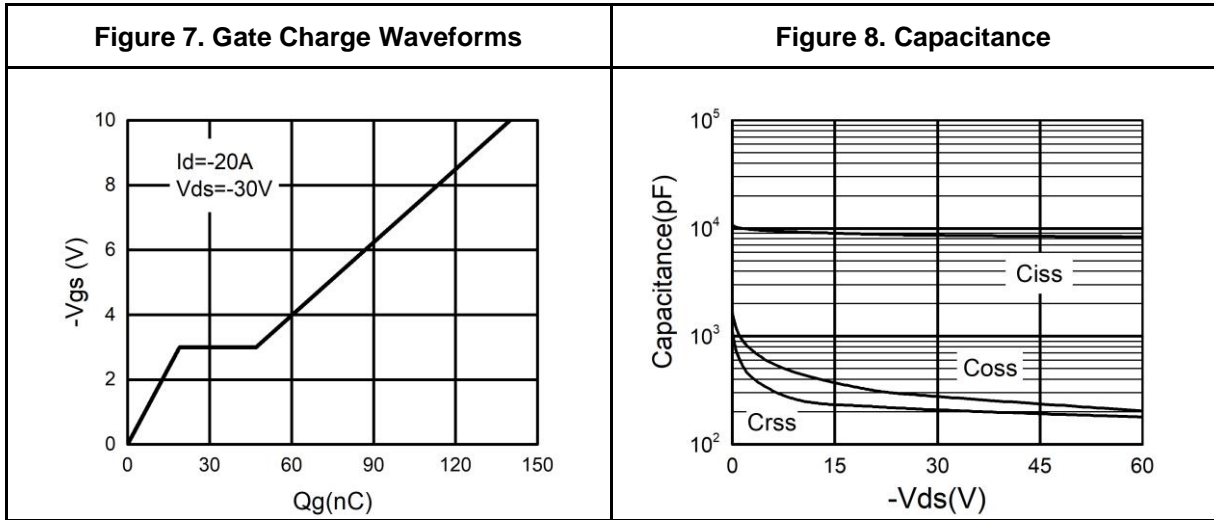 Figure 7. Gate Charge Waveforms
Figure 8. Capacitance
10
8
6
4
2
0
-Vgs (V)
Id=-20A
Vds=-30V
0 30 60 90 120 150
Qg(nC)
10^5
10^4
10^3
10^2
Capacitance(pF)
Ciss
Coss
Crss
0 15 30 45 60
-Vds(V)